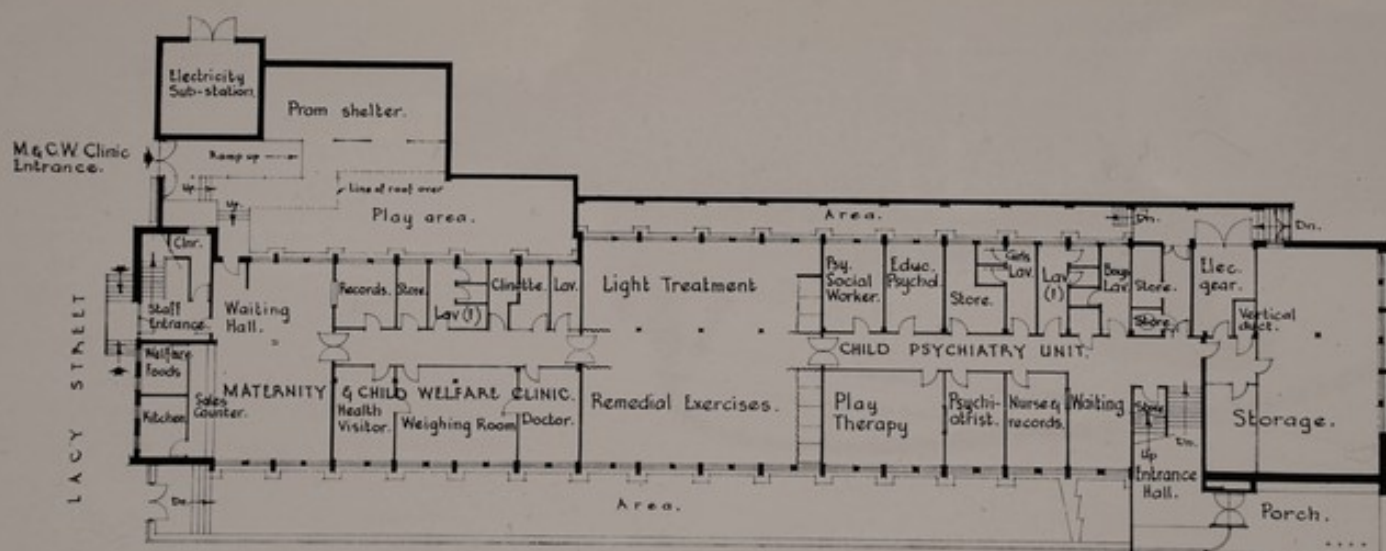 Electricity
Sub-station.
Pram shelter.
M.& C.W. Clinic
Entrance.
Ramp up
Up
Line of roof over
Up
Play area.
Area.
Dn.
Dn.
Clnr.
Staff
Entrance.
Waiting
Hall.
Records.
Store.
Lav (1)
Clinette.
Lav.
Light Treatment
Psy.
Social
Worker.
Educ.
Psychol.
Store.
Girls
Lav.
Lav
(1)
Boys
Lav.
Store.
Store
Elec.
gear.
Vertical
duct.
LACY STREET
Welfare
Foods
Kitchen
Sales
Counter.
MATERNITY & CHILD WELFARE CLINIC.
Health
Visitor.
Weighing Room
Doctor.
Remedial Exercises.
CHILD PSYCHIATRY UNIT.
Play
Therapy
Psychi-
atrist.
Nurse &
records.
Waiting
Store
Up
Dn.
Entrance
Hall.
Storage.
Porch.
Dn.
Area.